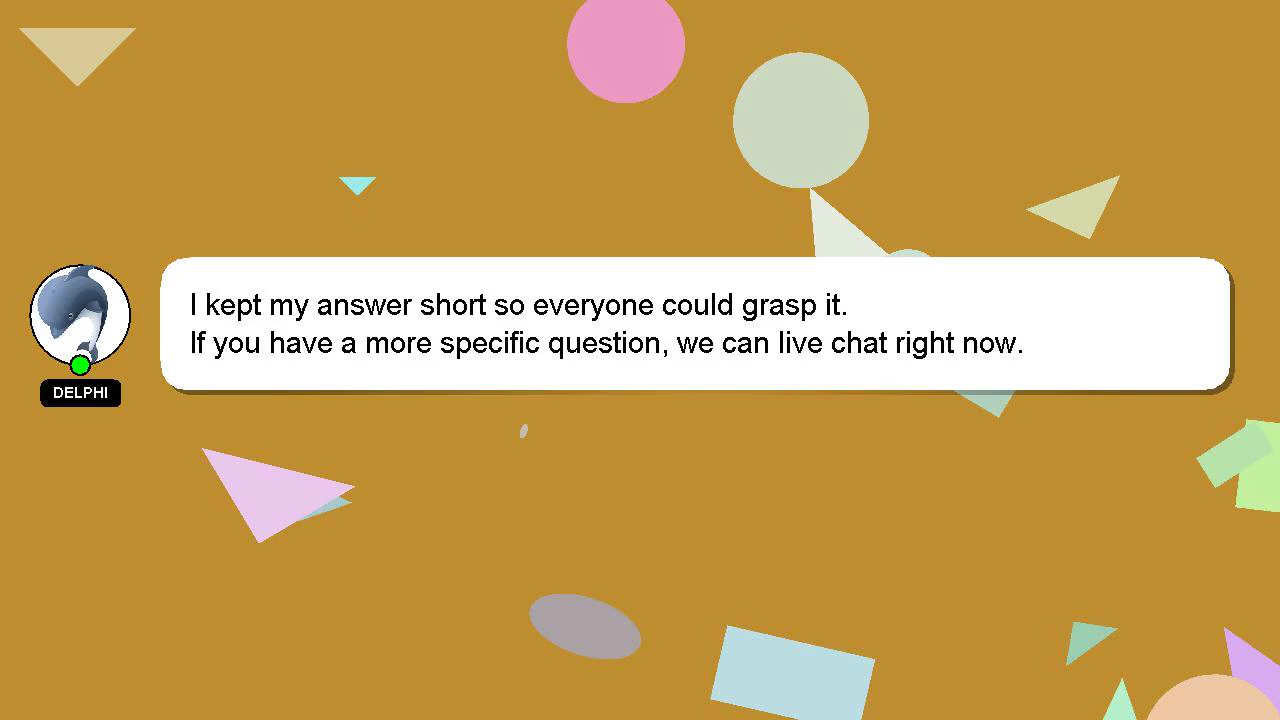 I kept my answer short so everyone could grasp it.
If you have a more specific question, we can live chat right now.
DELPHI